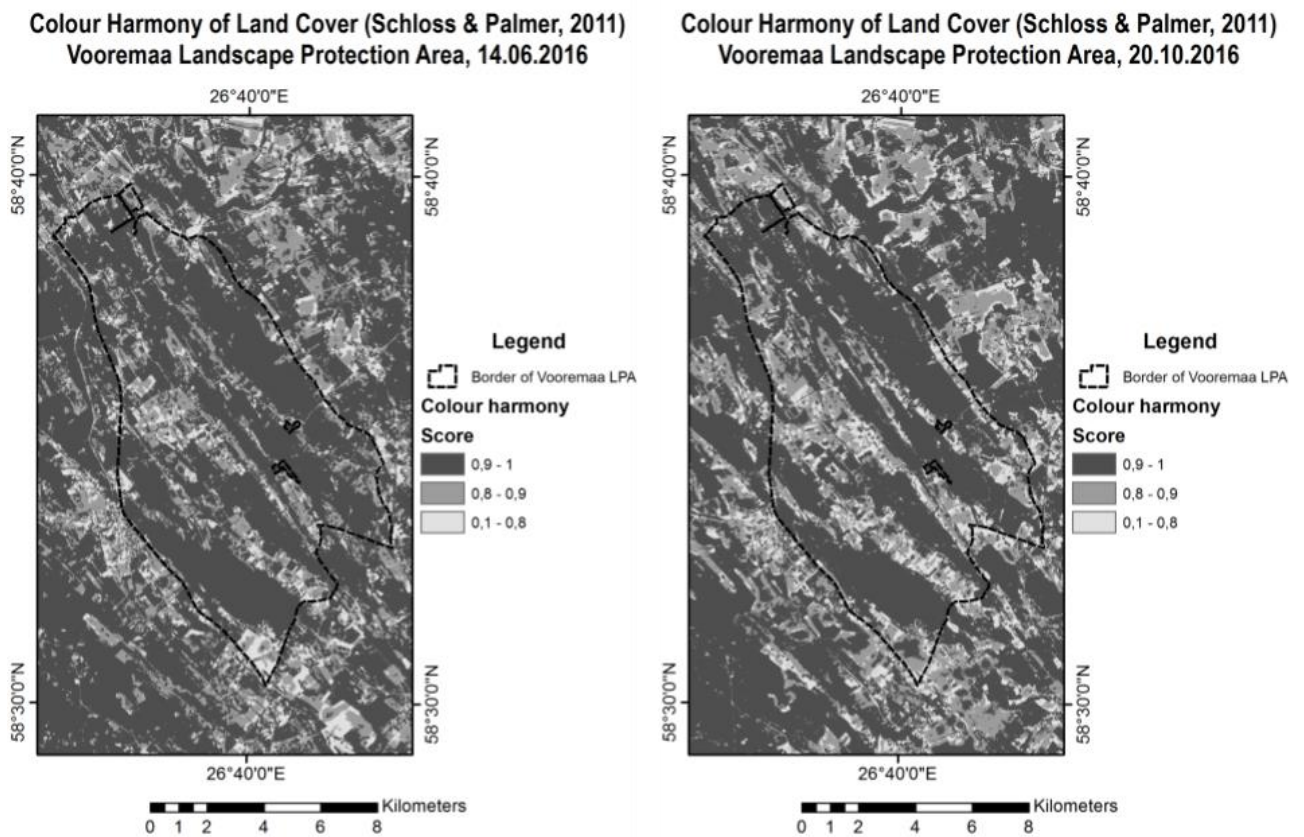 Colour Harmony of Land Cover (Schloss & Palmer, 2011)
Vooremaa Landscape Protection Area, 14.06.2016
26°40'0"E
58°40'0"N
58°40'0"N
Legend
Border of Vooremaa LPA
Colour harmony
Score
0,9 - 1
0,8 - 0,9
0,1 - 0,8
58°30'0"N
58°30'0"N
26°40'0"E
Kilometers
0 1 2 4 6 8
Colour Harmony of Land Cover (Schloss & Palmer, 2011)
Vooremaa Landscape Protection Area, 20.10.2016
26°40'0"E
58°40'0"N
58°40'0"N
Legend
Border of Vooremaa LPA
Colour harmony
Score
0,9 - 1
0,8 - 0,9
0,1 - 0,8
58°30'0"N
58°30'0"N
26°40'0"E
Kilometers
0 1 2 4 6 8